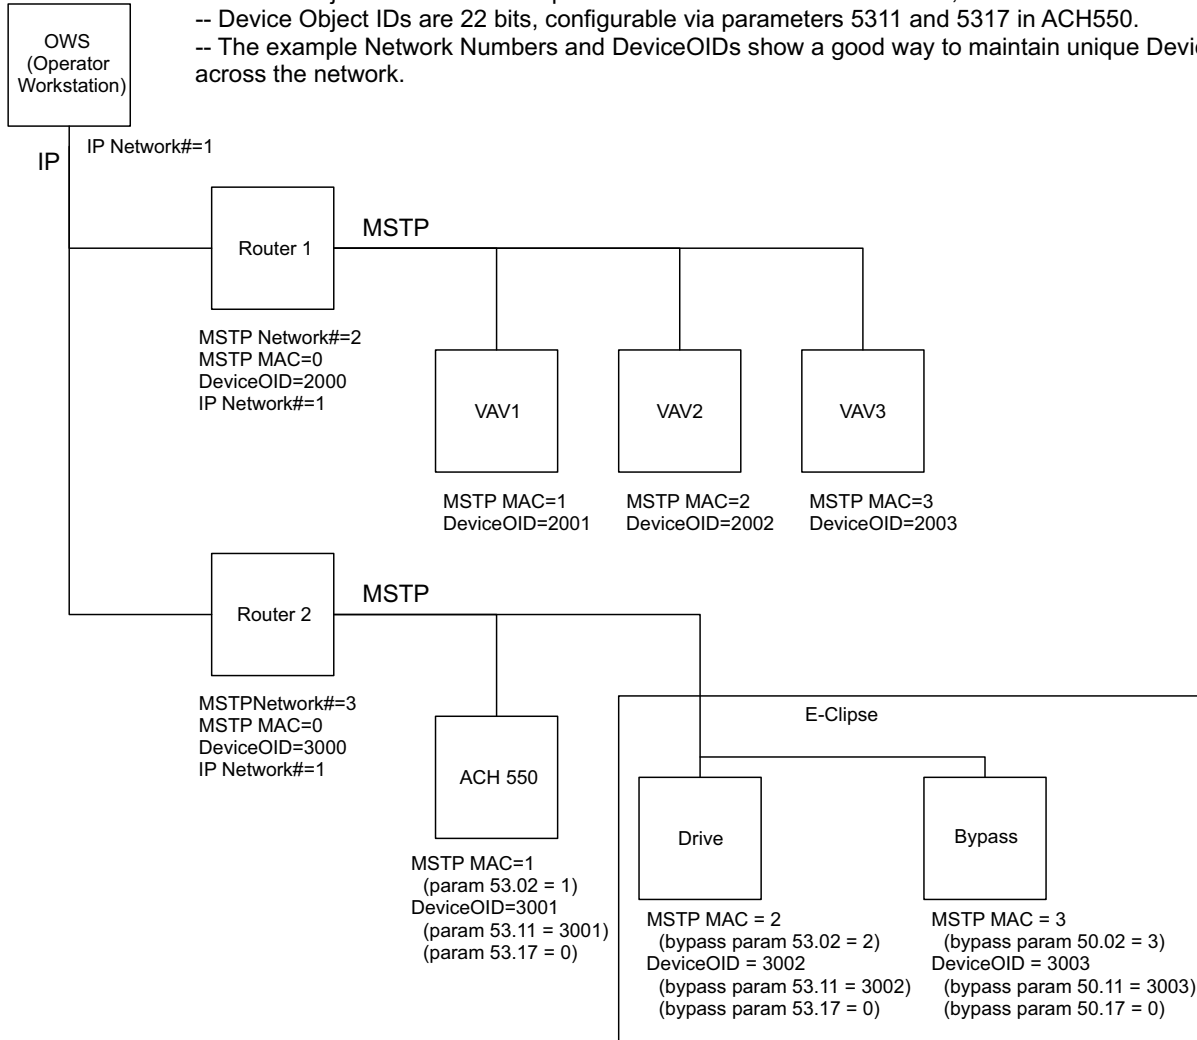 -- Device Object IDs are 22 bits, configurable via parameters 5311 and 5317 in ACH550.
-- The example Network Numbers and DeviceOIDs show a good way to maintain unique
across the network.
OWS
(Operator
Workstation)
IP
IP Network#=1
Router 1
MSTP
MSTP Network#=2
MSTP MAC=0
DeviceOID=2000
IP Network#=1
VAV1
VAV2
VAV3
MSTP MAC=1
DeviceOID=2001
MSTP MAC=2
DeviceOID=2002
MSTP MAC=3
DeviceOID=2003
Router 2
MSTP
MSTPNetwork#=3
MSTP MAC=0
DeviceOID=3000
IP Network#=1
ACH 550
MSTP MAC=1
(param 53.02 = 1)
DeviceOID=3001
(param 53.11 = 3001)
(param 53.17 = 0)
E-Clipse
Drive
Bypass
MSTP MAC = 2
(bypass param 53.02 = 2)
DeviceOID = 3002
(bypass param 53.11 = 3002)
(bypass param 53.17 = 0)
MSTP MAC = 3
(bypass param 50.02 = 3)
DeviceOID = 3003
(bypass param 50.11 = 3003)
(bypass param 50.17 = 0)